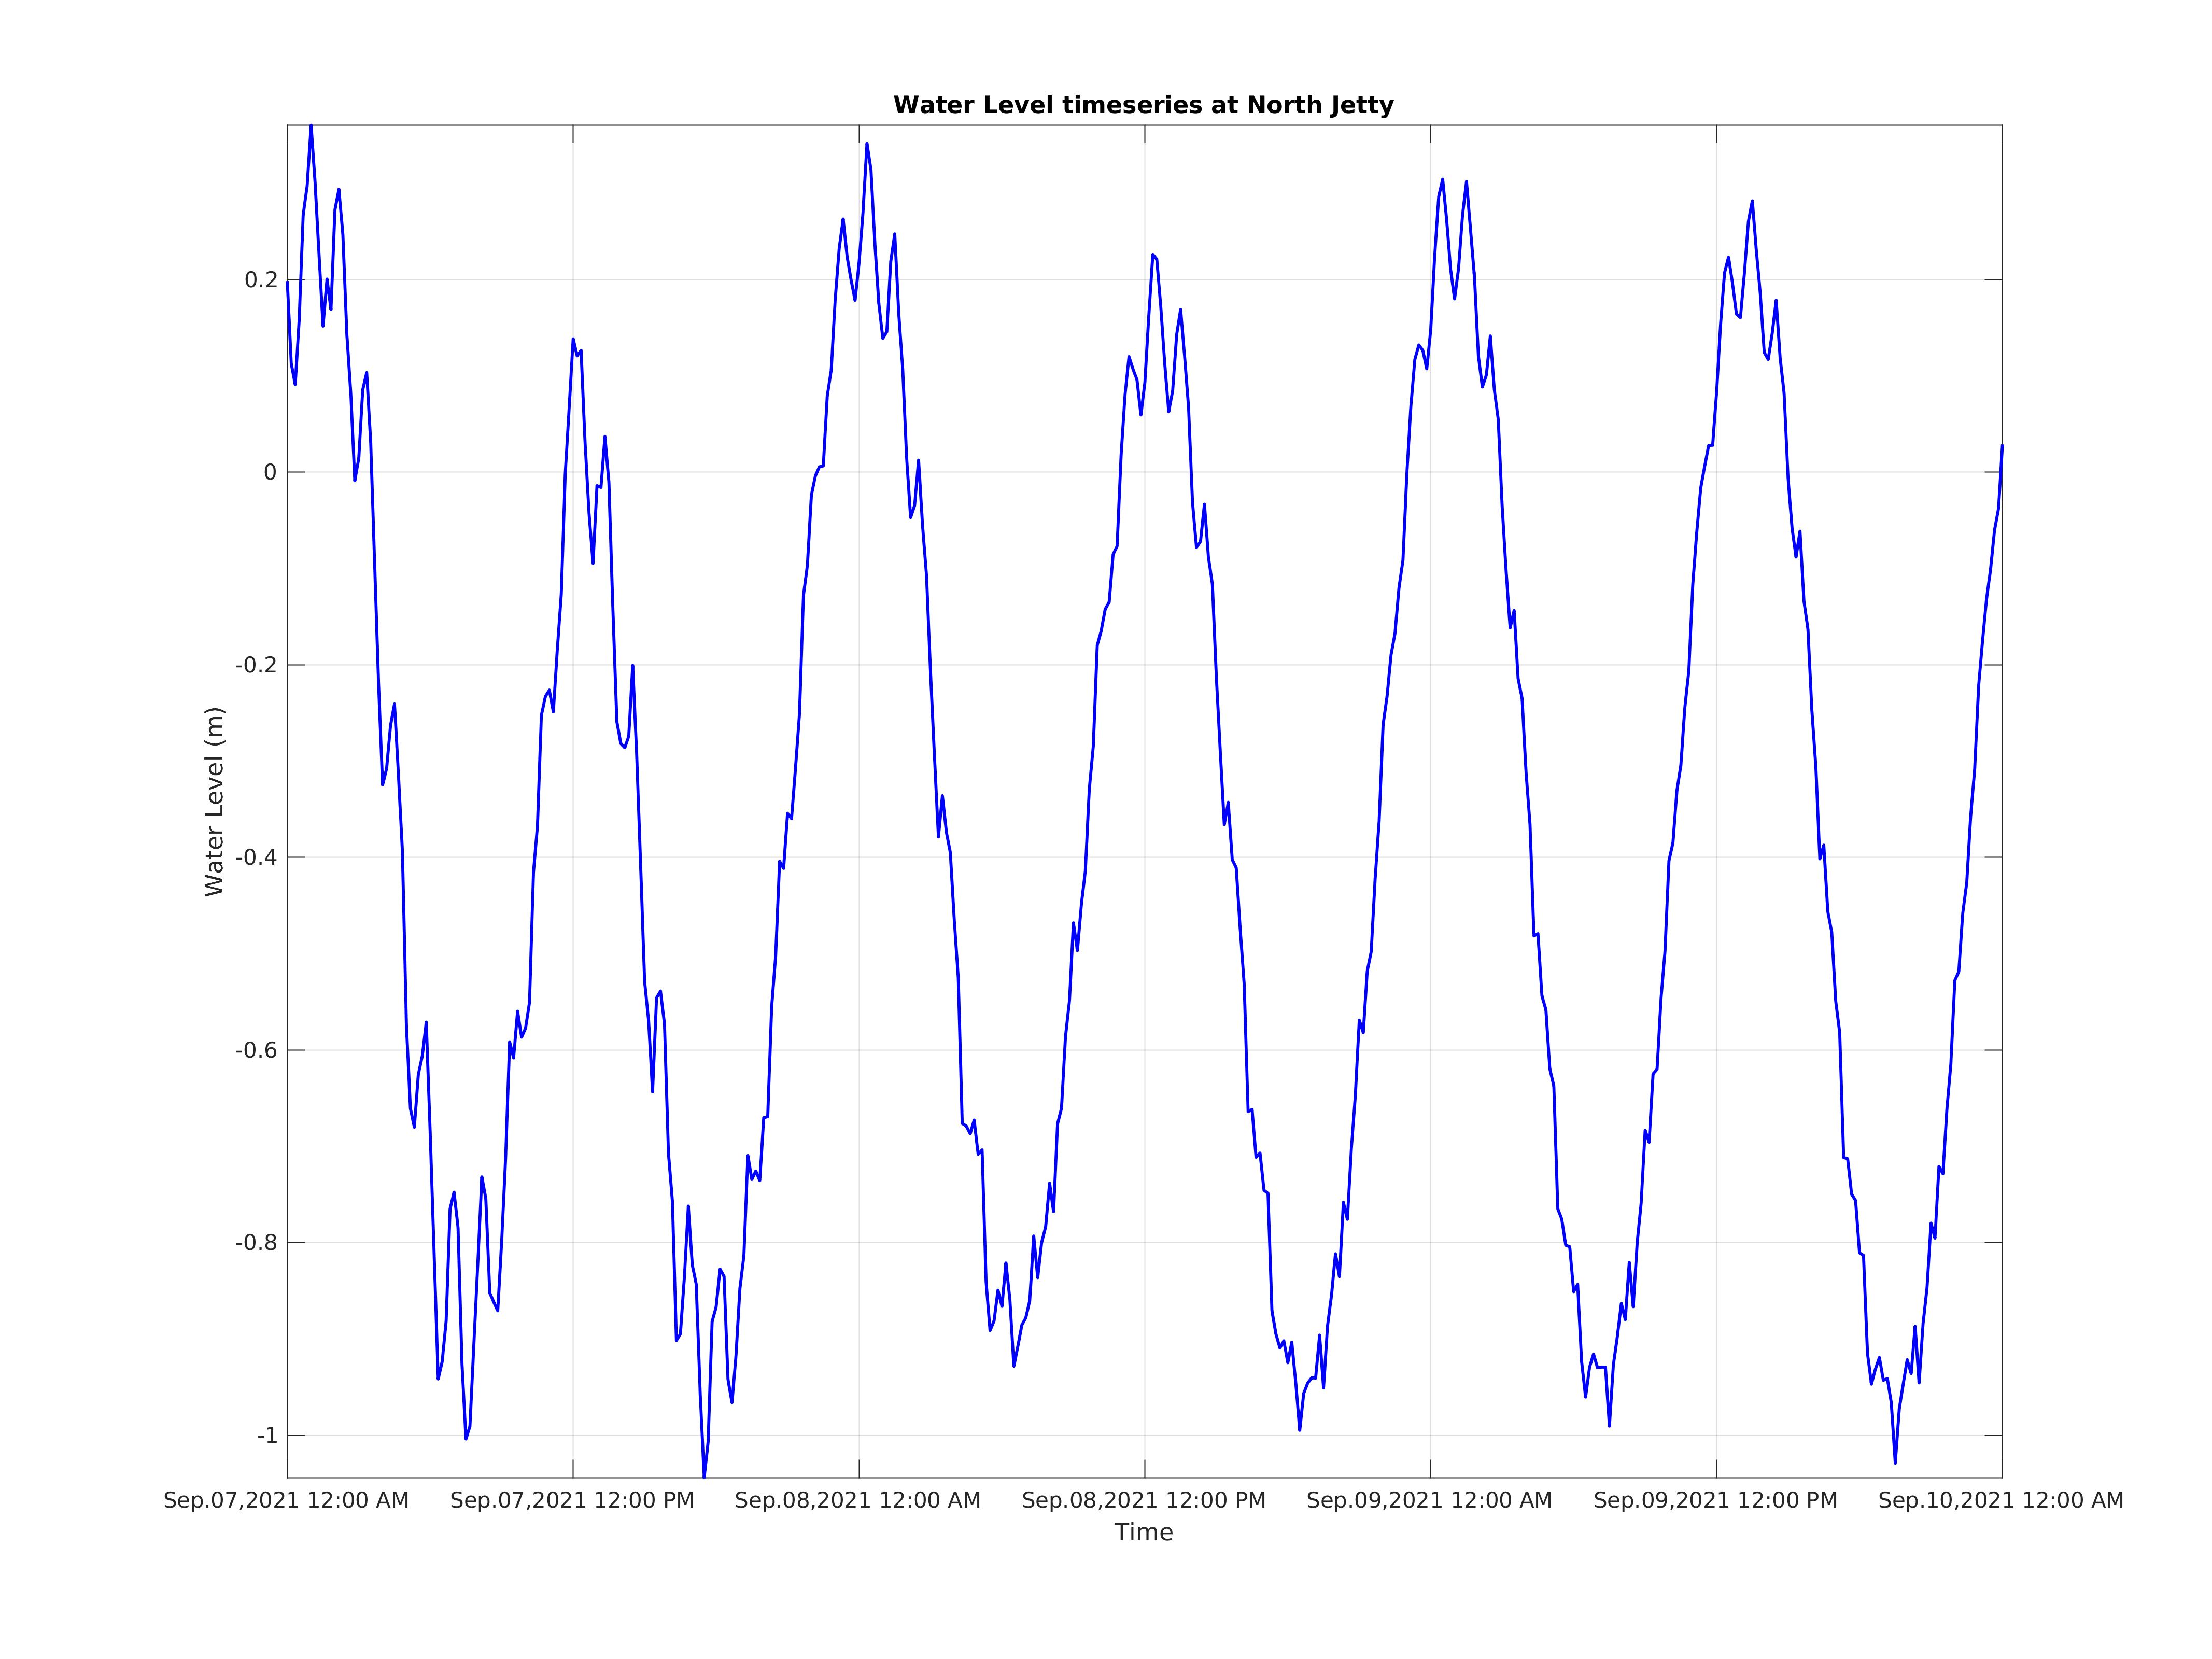 Water Level timeseries at North Jetty
0.2
0
-0.2
-0.4
-0.6
-0.8
-1
Water Level (m)
Sep.07,2021 12:00 AM Sep.07,2021 12:00 PM Sep.08,2021 12:00 AM Sep.08,2021 12:00 PM Sep.09,2021 12:00 AM Sep.09,2021 12:00 PM Sep.10,2021 12:00 AM
Time